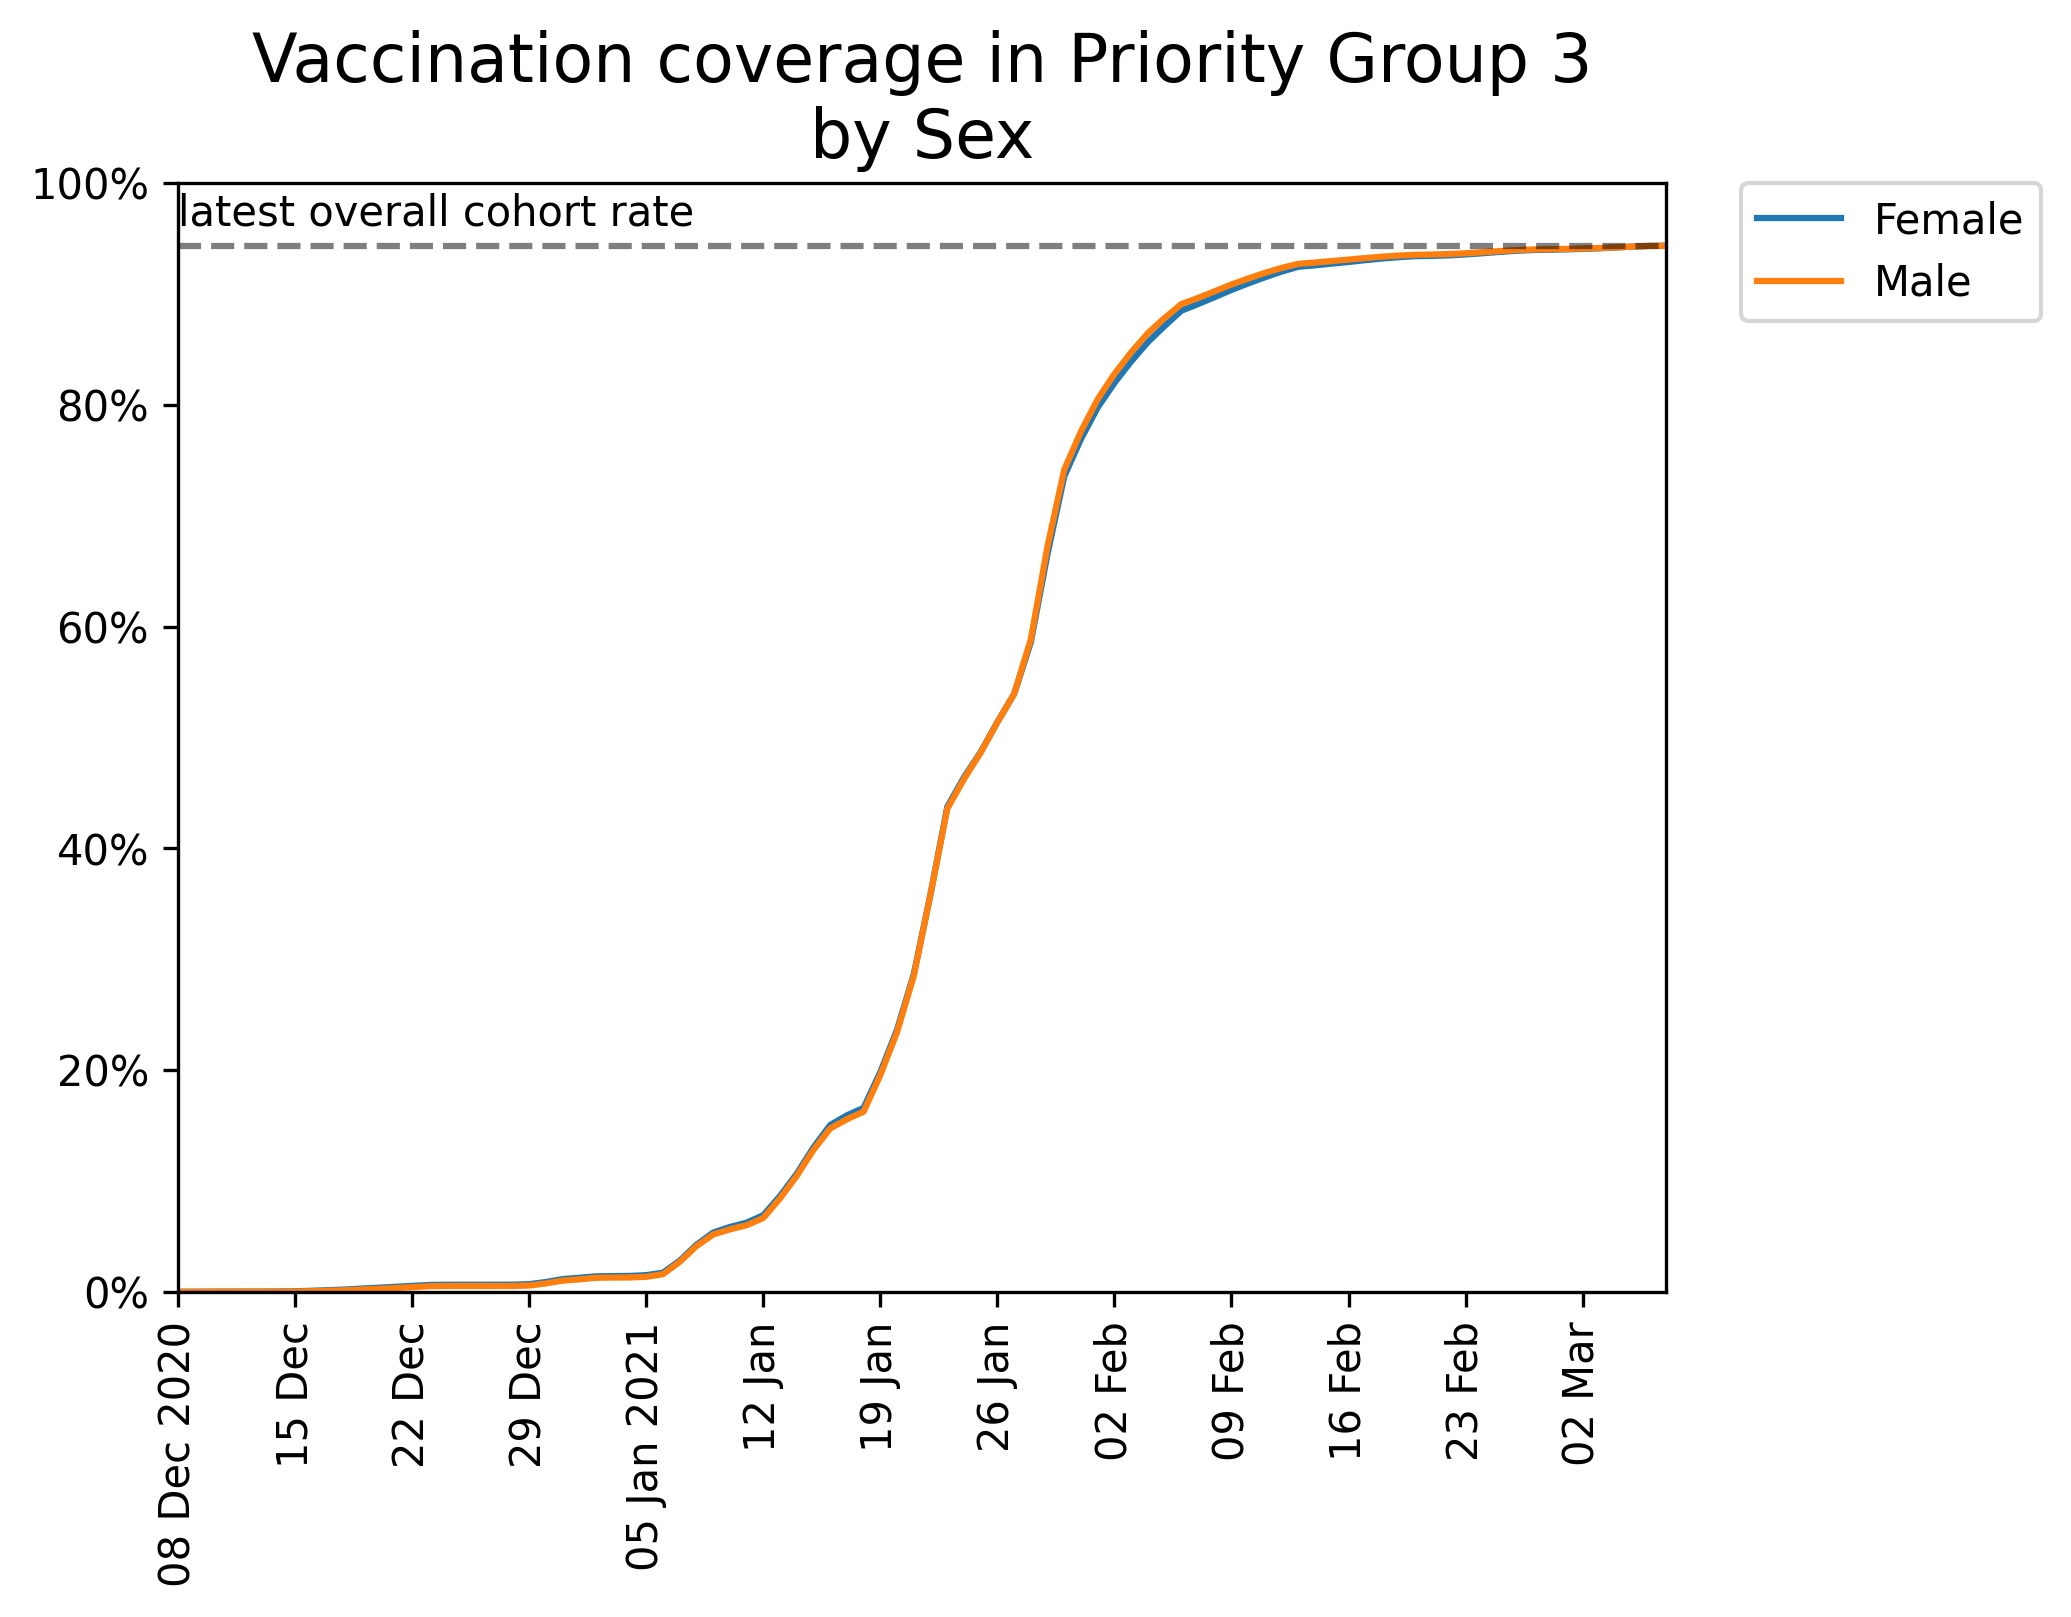 Vaccination coverage in Priority Group 3
by Sex
100%
80%
60%
40%
20%
0%
latest overall cohort rate
Female
Male
08 Dec 2020
15 Dec
22 Dec
29 Dec
05 Jan 2021
12 Jan
19 Jan
26 Jan
02 Feb
09 Feb
16 Feb
23 Feb
02 Mar